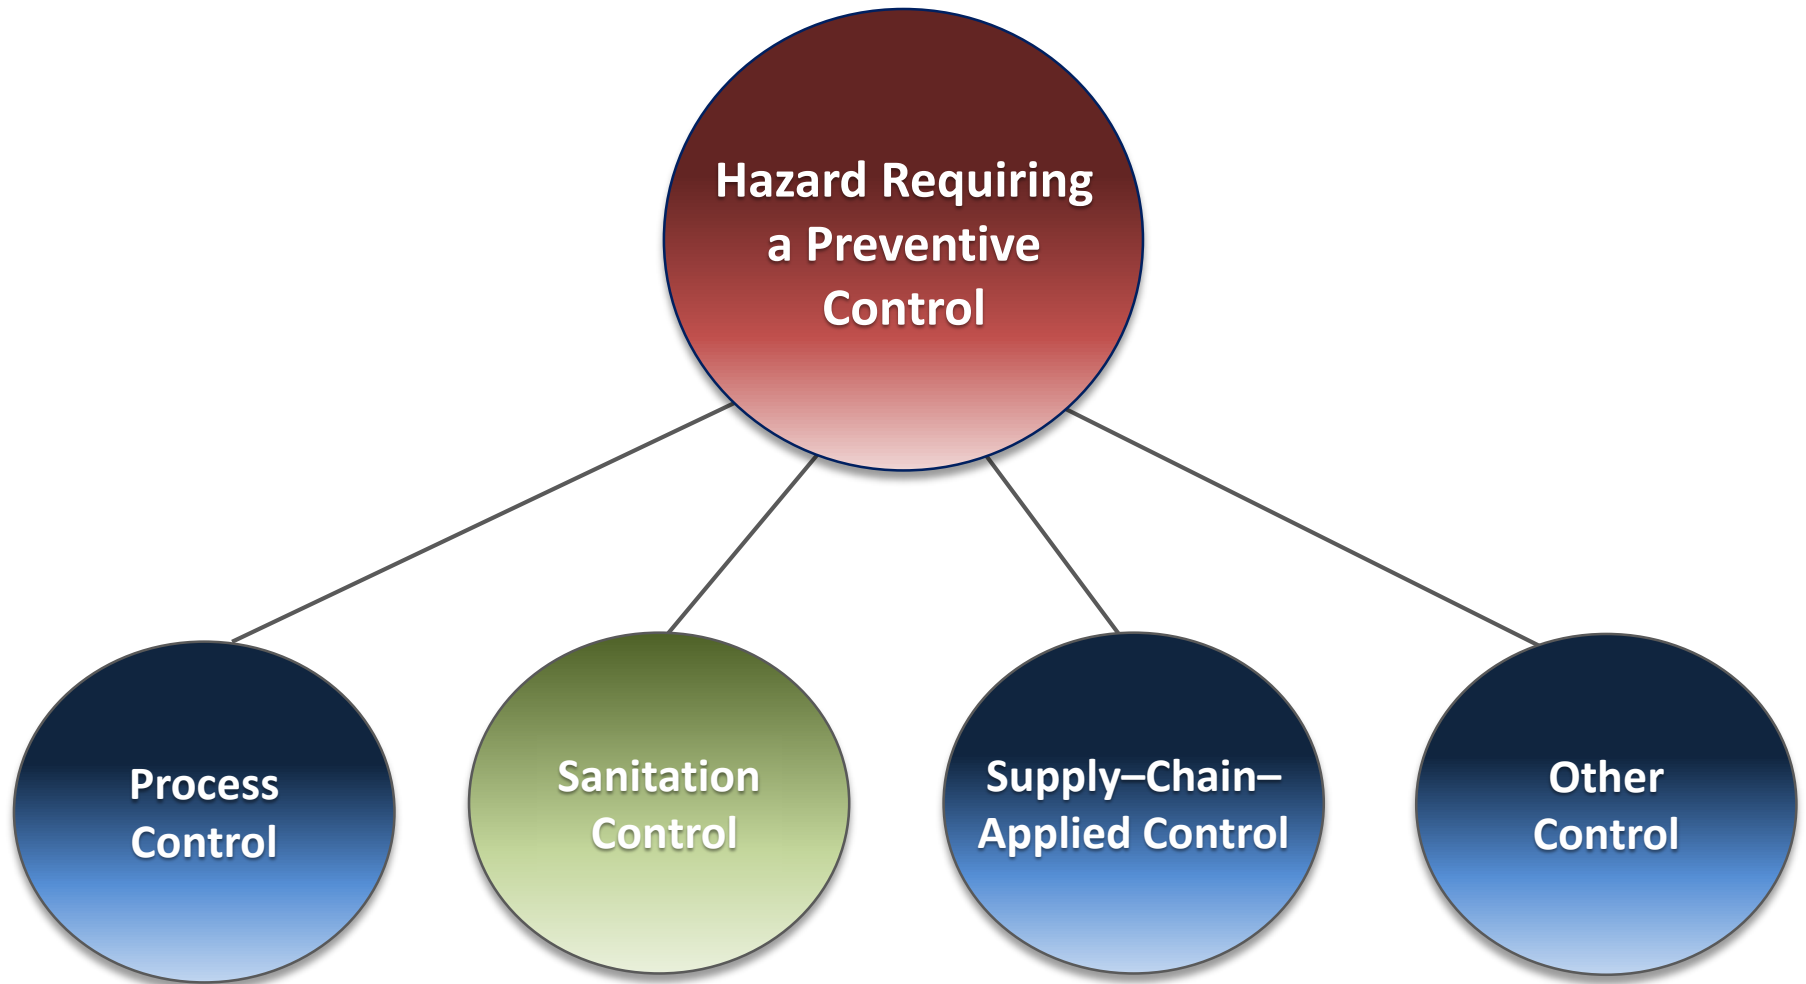 Hazard Requiring
a Preventive
Control
Process
Control
Sanitation
Control
Supply–Chain–
Applied Control
Other
Control